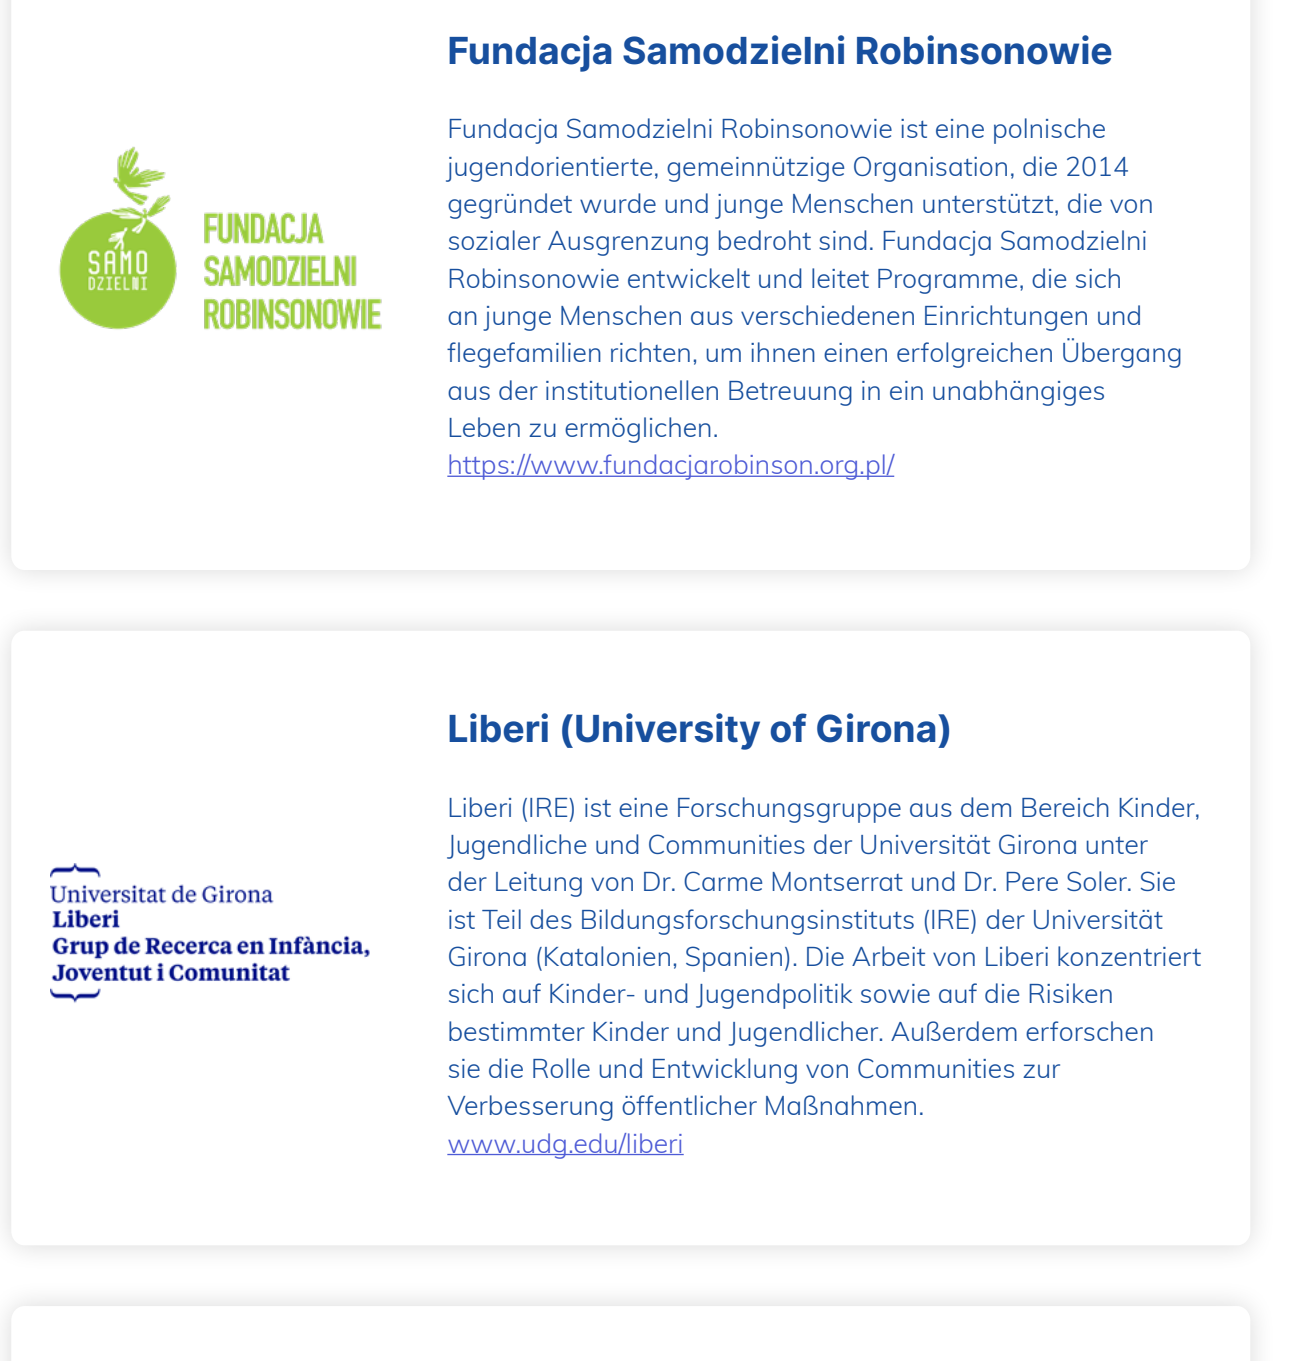 Fundacja Samodzielni Robinsonowie
Fundacja Samodzielni Robinsonowie ist eine polnische
jugendorientierte, gemeinnützige Organisation, die 2014
gegründet wurde und junge Menschen unterstützt, die von
sozialer Ausgrenzung bedroht sind. Fundacja Samodzielni
Robinsonowie entwickelt und leitet Programme, die sich
an junge Menschen aus verschiedenen Einrichtungen und
flegefamilien richten, um ihnen einen erfolgreichen Übergang
aus der institutionellen Betreuung in ein unabhängiges
Leben zu ermöglichen.
https://www.fundacjarobinson.org.pl/
SAMO
DZIELNI
FUNDACJA
SAMODZIELNI
ROBINSONOWIE
Liberi (University of Girona)
Liberi (IRE) ist eine Forschungsgruppe aus dem Bereich Kinder,
Jugendliche und Communities der Universität Girona unter
der Leitung von Dr. Carme Montserrat und Dr. Pere Soler. Sie
ist Teil des Bildungsforschungsinstituts (IRE) der Universität
Girona (Katalonien, Spanien). Die Arbeit von Liberi konzentriert
sich auf Kinder- und Jugendpolitik sowie auf die Risiken
bestimmter Kinder und Jugendlicher. Außerdem erforschen
sie die Rolle und Entwicklung von Communities zur
Verbesserung öffentlicher Maßnahmen.
www.udg.edu/liberi
Universitat de Girona
Liberi
Grup de Recerca en Infància,
Joventut i Comunitat